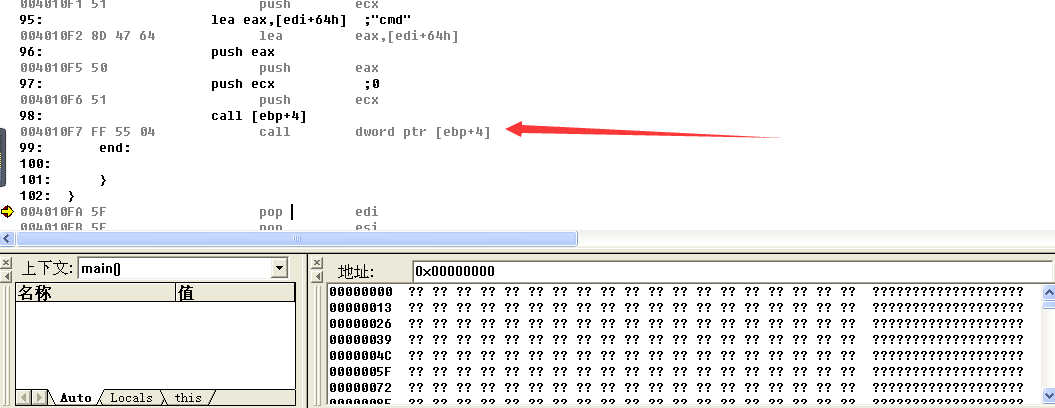 004010F1 51 push ecx
95: lea eax,[edi+64h] ;"cmd"
004010F2 8D 47 64 lea eax,[edi+64h]
96: push eax
004010F5 50 push eax
97: push ecx ;0
004010F6 51 push ecx
98: call [ebp+4]
004010F7 FF 55 04 call dword ptr [ebp+4]
99: end:
100:
101: }
102: }
004010FA 5F pop edi
004010FB 5E pop esi
上下文: main()
名称 值
Auto Locals this
地址: 0x00000000
00000000 ?? ?? ?? ?? ?? ?? ?? ?? ?? ?? ?? ?? ?? ?? ?? ?? ?? ?? ?? ???????????????????
00000013 ?? ?? ?? ?? ?? ?? ?? ?? ?? ?? ?? ?? ?? ?? ?? ?? ?? ?? ?? ???????????????????
00000026 ?? ?? ?? ?? ?? ?? ?? ?? ?? ?? ?? ?? ?? ?? ?? ?? ?? ?? ?? ???????????????????
00000039 ?? ?? ?? ?? ?? ?? ?? ?? ?? ?? ?? ?? ?? ?? ?? ?? ?? ?? ?? ???????????????????
0000004C ?? ?? ?? ?? ?? ?? ?? ?? ?? ?? ?? ?? ?? ?? ?? ?? ?? ?? ?? ???????????????????
0000005F ?? ?? ?? ?? ?? ?? ?? ?? ?? ?? ?? ?? ?? ?? ?? ?? ?? ?? ?? ???????????????????
00000072 ?? ?? ?? ?? ?? ?? ?? ?? ?? ?? ?? ?? ?? ?? ?? ?? ?? ?? ?? ???????????????????